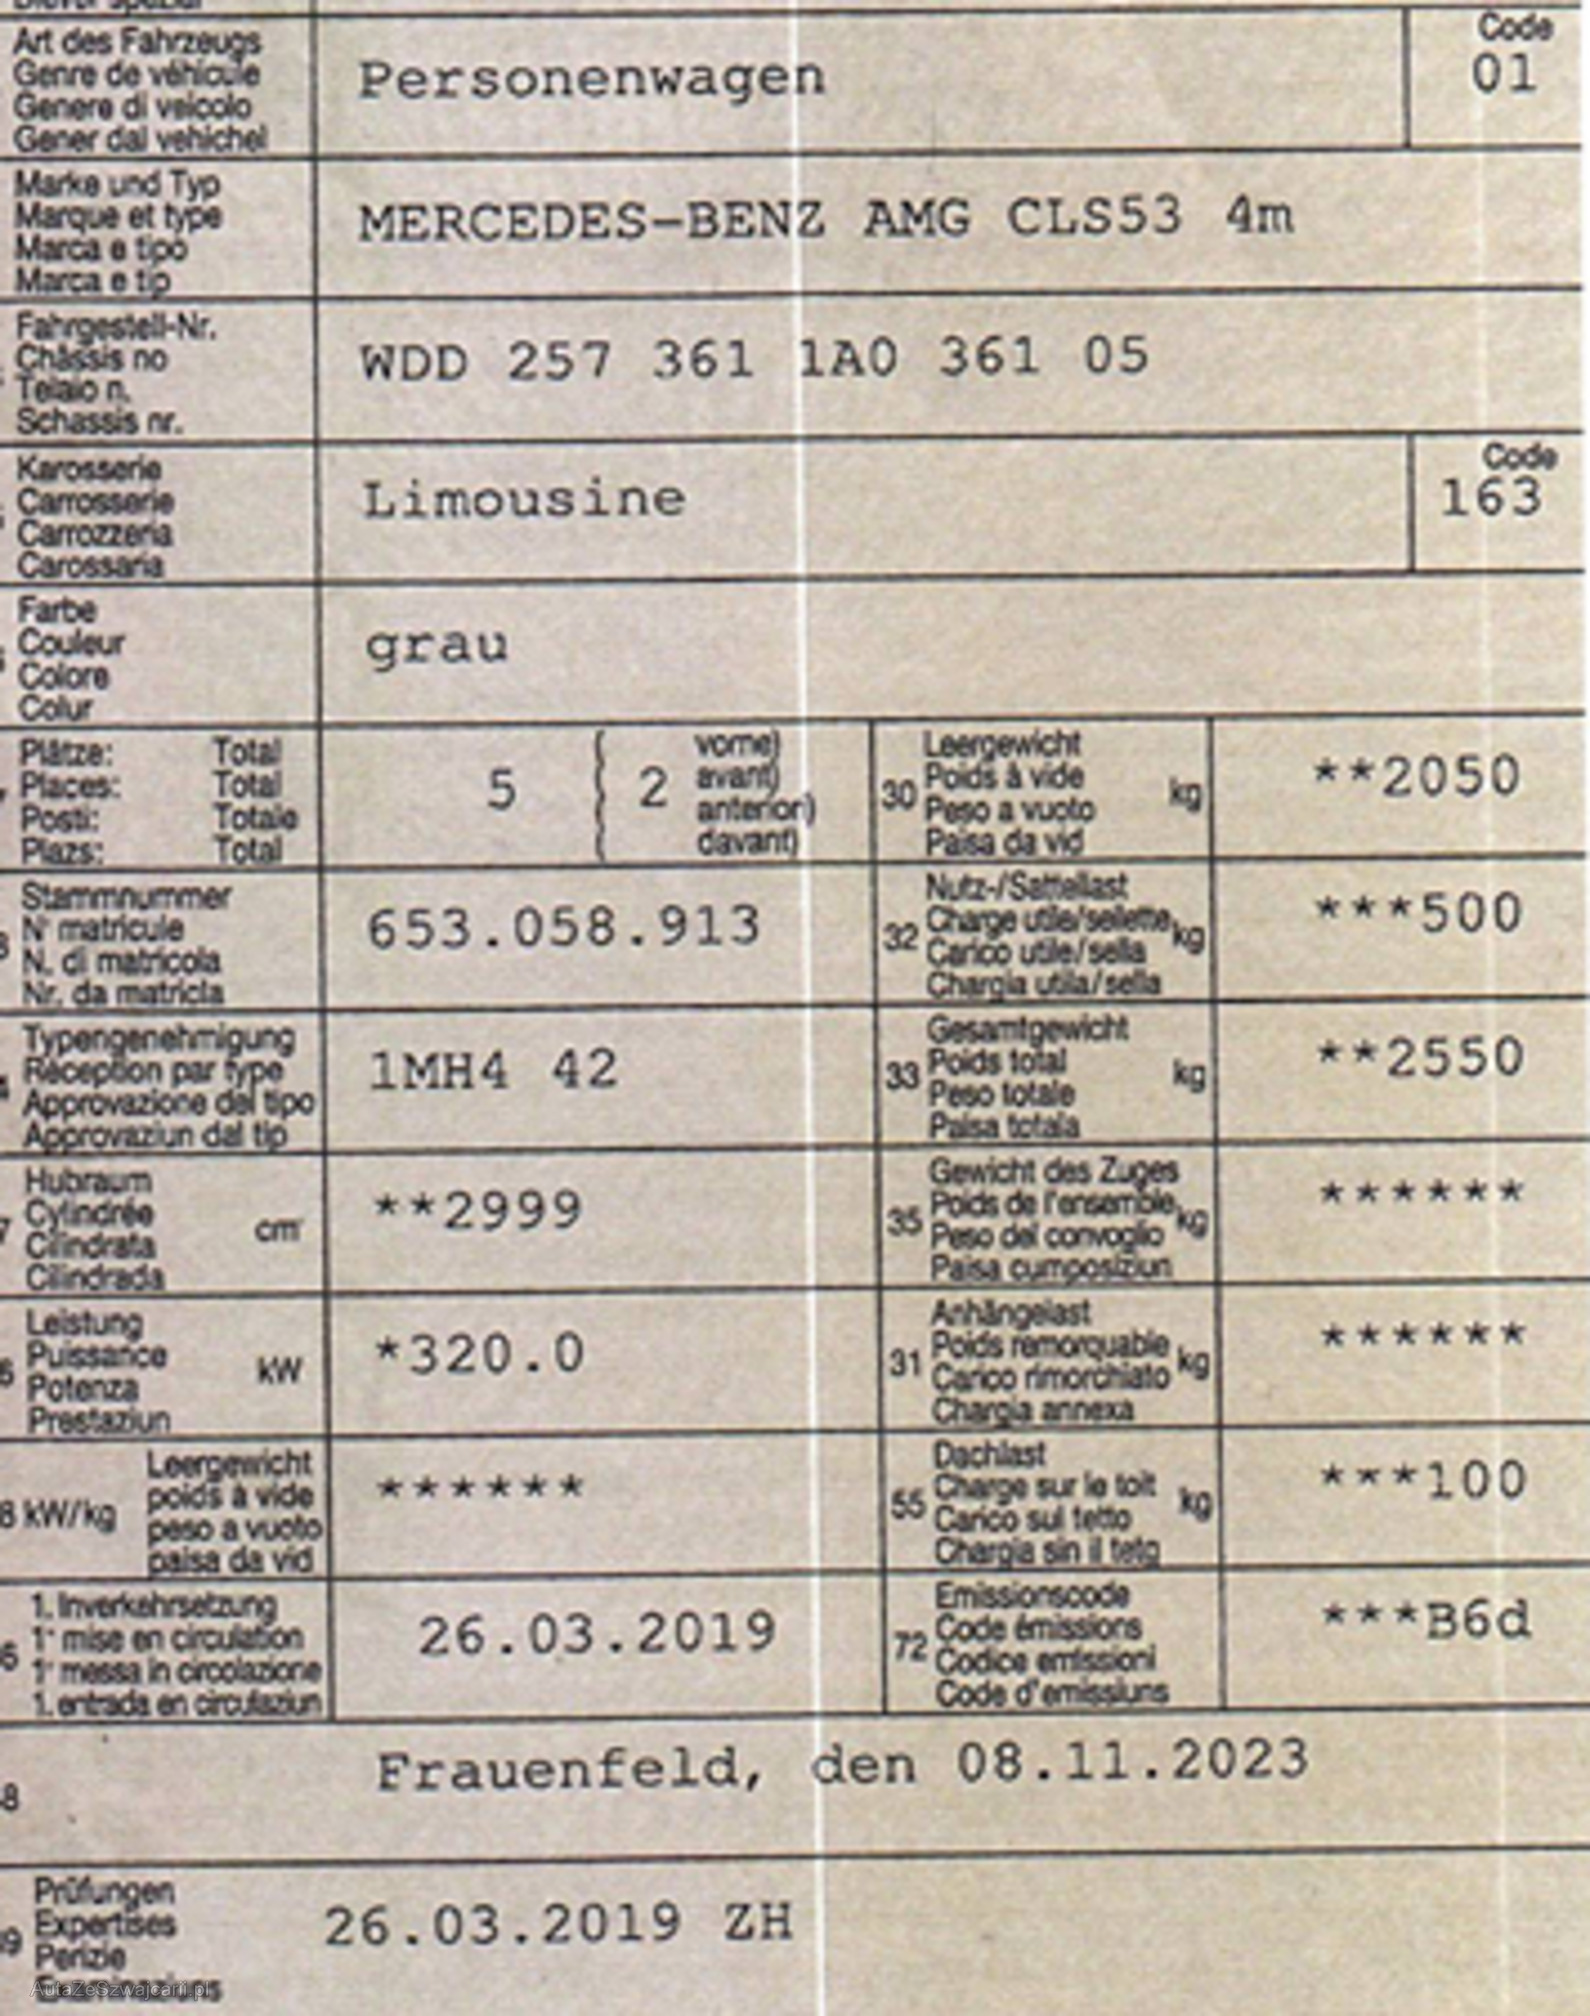 Art des Fahrzeugs
Genre de véhicule
Genere di veicolo
Gener dal vehichel
Personenwagen
Code
01
Marke und Typ
Marque et type
Marca e tipo
Marca e tip
MERCEDES-BENZ AMG CLS53 4m
Fahrgestell-Nr.
Châssis no
Telaio n.
Schassis nr.
WDD 257 361 1A0 361 05
Karosserie
Carrosserie
Carrozzeria
Carossaria
Limousine
Code
163
Farbe
Couleur
Colore
Colur
grau
Plätze: Total
Places: Total
Posti: Totale
Plazs: Total
5
2
vorne)
avant)
anteriori)
davant)
30
Leergewicht
Poids à vide
Peso a vuoto
Paisa da vid
kg
**2050
Stammnummer
N° matricule
N. di matricola
Nr. da matricla
653.058.913
32
Nutz-/Sattellast
Charge utile/sellette
Carico utile/sella
Chargia utila/sella
kg
***500
Typengenehmigung
Réception par type
Approvazione del tipo
Approvaziun dal tip
1MH4 42
33
Gesamtgewicht
Poids total
Peso totale
Paisa totala
kg
**2550
Hubraum
Cylindrée
Cilindrata
Cilindrada
cm³
**2999
35
Gewicht des Zuges
Poids de l'ensemble
Peso del convoglio
Paisa cumposiziun
kg
******
Leistung
Puissance
Potenza
Prestaziun
kW
*320.0
31
Anhängelast
Poids remorquable
Carico rimorchiato
Chargia annexa
kg
******
kW/kg
Leergewicht
poids à vide
peso a vuoto
paisa da vid
******
55
Dachlast
Charge sur le toit
Carico sul tetto
Chargia sin il tetg
kg
***100
1. Inverkehrsetzung
1ʳᵉ mise en circulation
1ª messa in circolazione
1. entrada en circulaziun
26.03.2019
72
Emissionscode
Code émissions
Codice emissioni
Code d'emissiuns
***B6d
Frauenfeld, den 08.11.2023
Prüfungen
Expertises
Perizie
Examinaziuns
26.03.2019 ZH
AutaZeSzwajcarii.pl